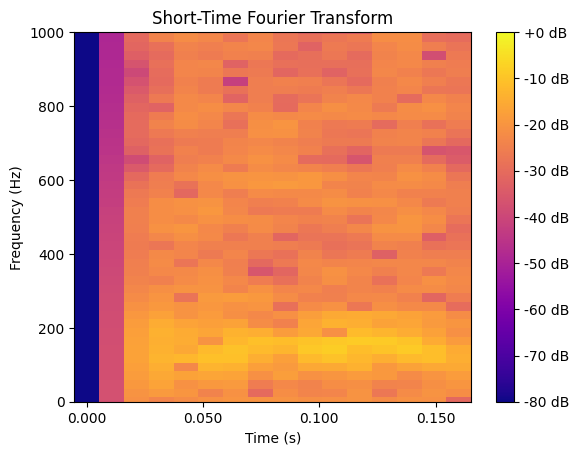 Short-Time Fourier Transform
1000
800
600
400
200
0
Frequency (Hz)
0.000
0.050
0.100
0.150
Time (s)
+0 dB
-10 dB
-20 dB
-30 dB
-40 dB
-50 dB
-60 dB
-70 dB
-80 dB